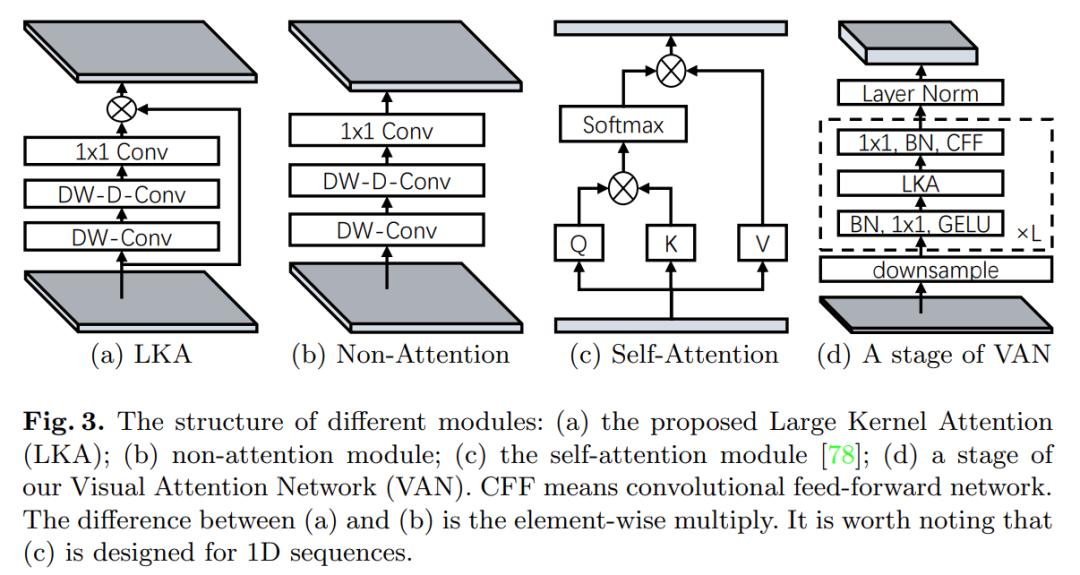 1x1 Conv
DW-D-Conv
DW-Conv
(a) LKA
1x1 Conv
DW-D-Conv
DW-Conv
(b) Non-Attention
Softmax
Q K V
(c) Self-Attention
Layer Norm
1x1, BN, CFF
LKA
BN, 1x1, GELU
×L
downsample
(d) A stage of VAN
Fig. 3. The structure of different modules: (a) the proposed Large Kernel Attention
(LKA); (b) non-attention module; (c) the self-attention module [78]; (d) a stage of
our Visual Attention Network (VAN). CFF means convolutional feed-forward network.
The difference between (a) and (b) is the element-wise multiply. It is worth noting that
(c) is designed for 1D sequences.